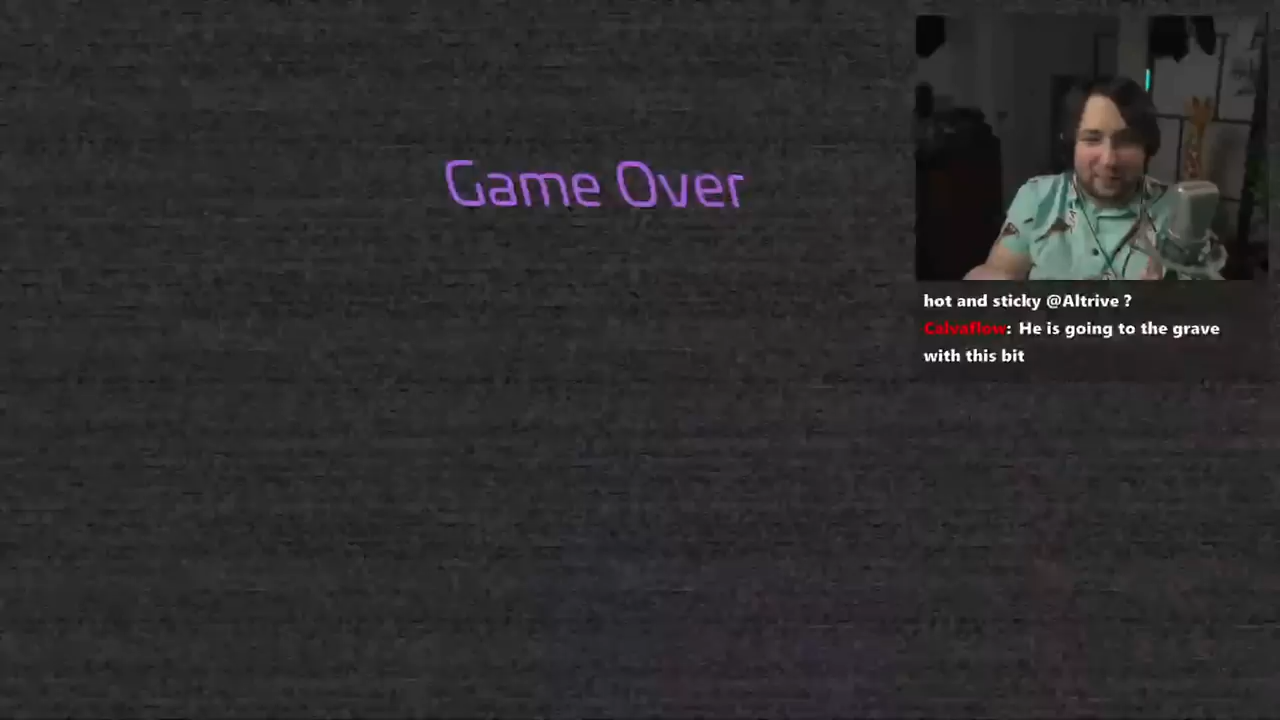 Game Over
hot and sticky @Altrive ?
Calvaflow: He is going to the grave
with this bit